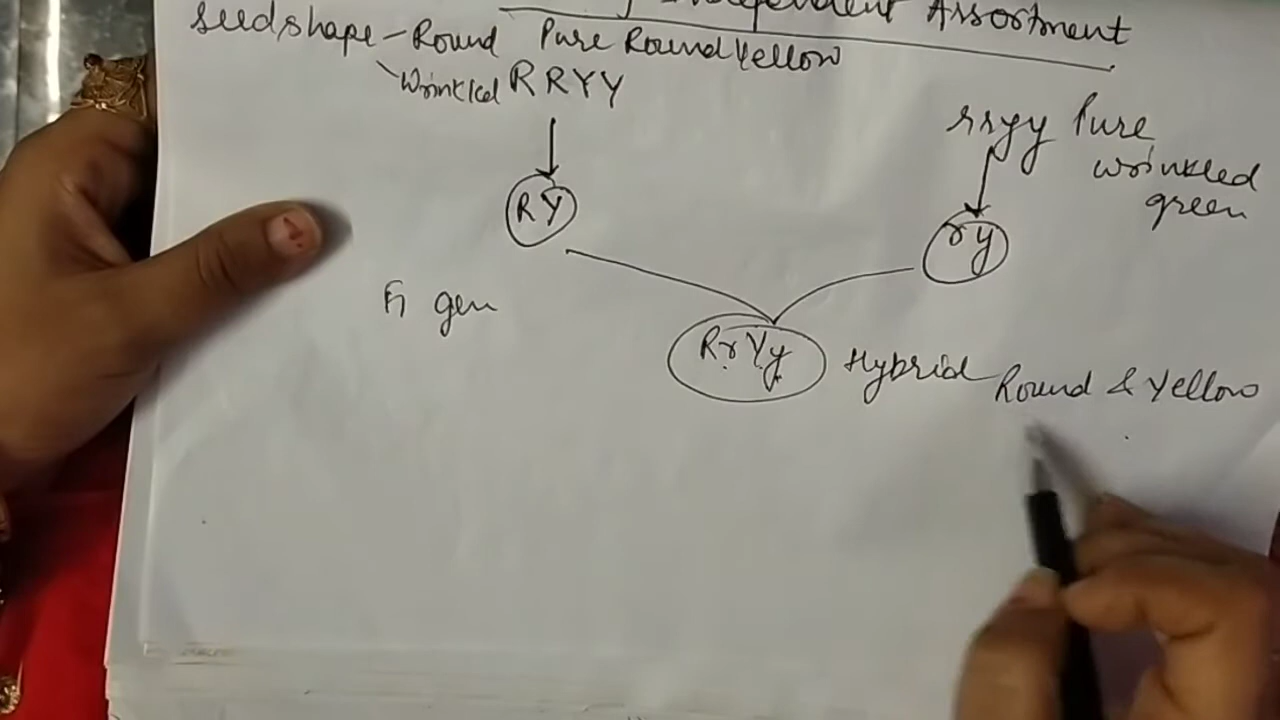 Independent Assortment
Seedshape - Round Pure Round Yellow
Wrinkled RRYY
rryy Pure
wrinkled
green
RY
ry
F1 gen
RrYy Hybrid Round & Yellow